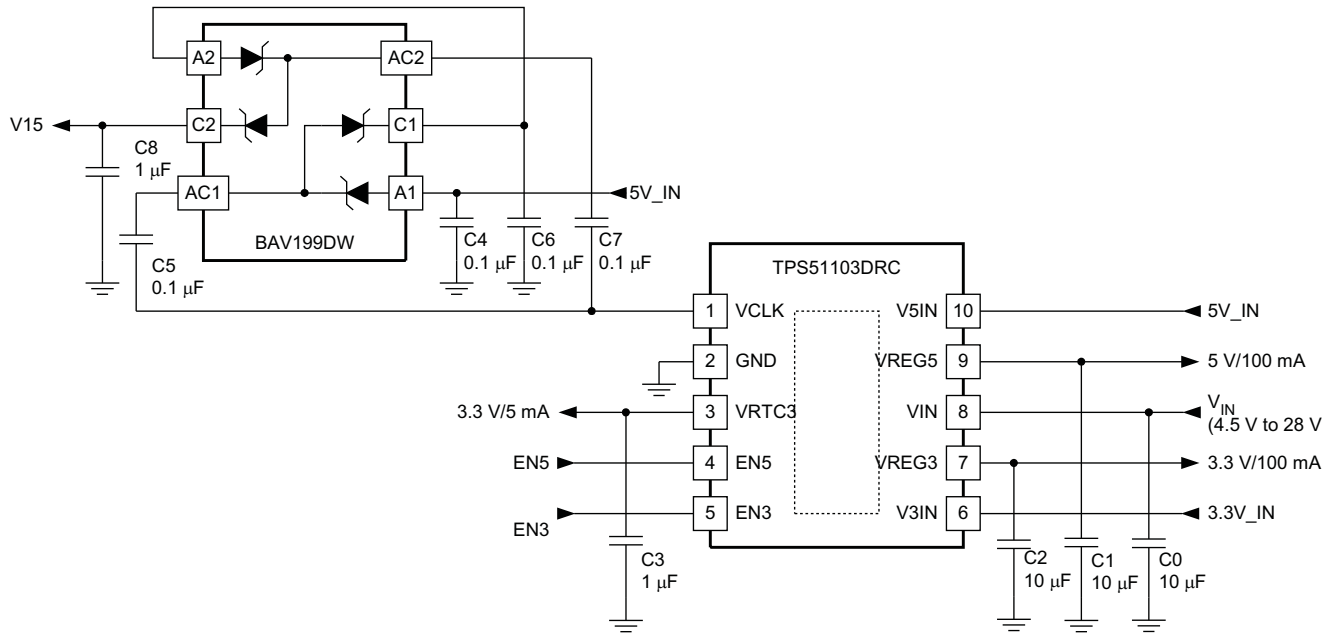 A2
AC2
V15
C2
C1
C8
1 μF
AC1
A1
5V_IN
BAV199DW
C5
0.1 μF
C4
0.1 μF
C6
0.1 μF
C7
0.1 μF
TPS51103DRC
1
VCLK
V5IN
10
5V_IN
2
GND
VREG5
9
5 V/100 mA
3.3 V/5 mA
3
VRTC3
VIN
8
VIN
(4.5 V to 28 V
EN5
4
EN5
VREG3
7
3.3 V/100 mA
EN3
5
EN3
V3IN
6
3.3V_IN
C3
1 μF
C2
10 μF
C1
10 μF
C0
10 μF